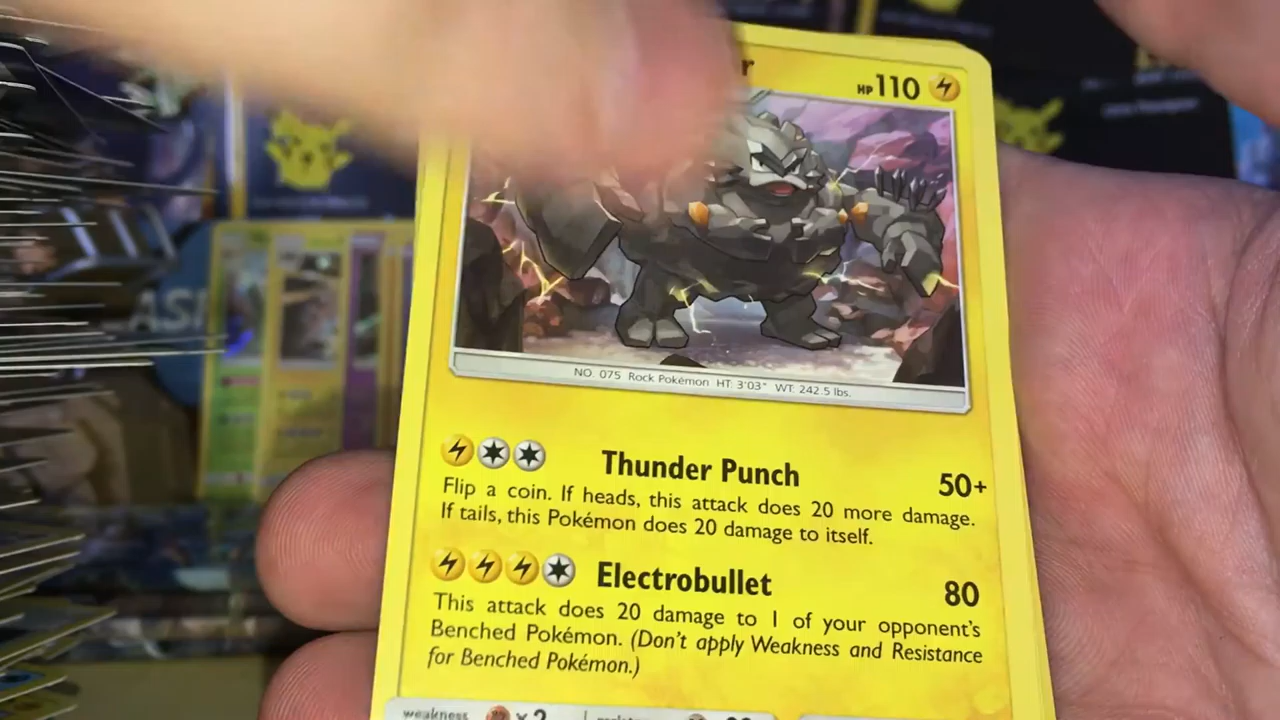 r
HP 110
NO. 075 Rock Pokémon HT: 3'03" WT: 242.5 lbs.
Thunder Punch 50+
Flip a coin. If heads, this attack does 20 more damage.
If tails, this Pokémon does 20 damage to itself.
Electrobullet 80
This attack does 20 damage to 1 of your opponent's
Benched Pokémon. (Don't apply Weakness and Resistance
for Benched Pokémon.)
weakness
x 2